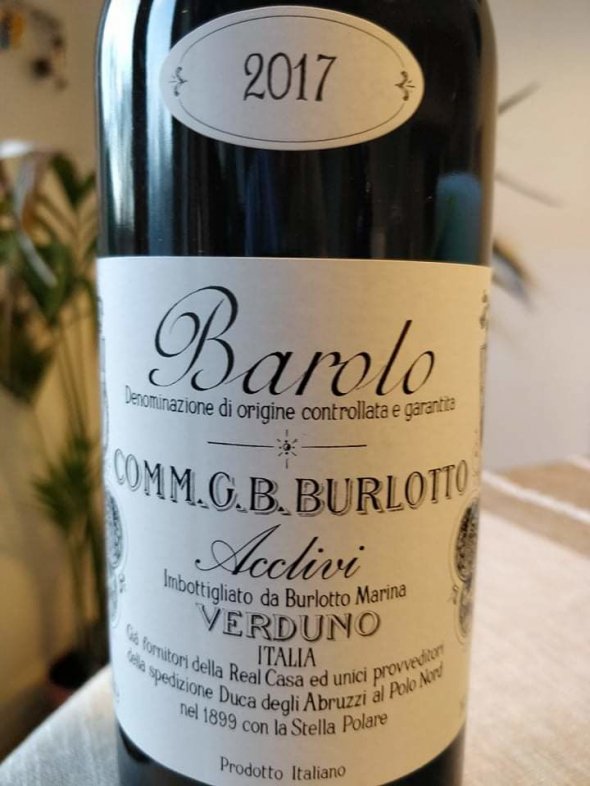 2017
Barolo
Denominazione di origine controllata e garantita
COMM. G. B. BURLOTTO
Acclivi
Imbottigliato da Burlotto Marina
VERDUNO
ITALIA
Già fornitori della Real Casa ed unici provveditori
della spedizione Duca degli Abruzzi al Polo Nord
nel 1899 con la Stella Polare
Prodotto Italiano